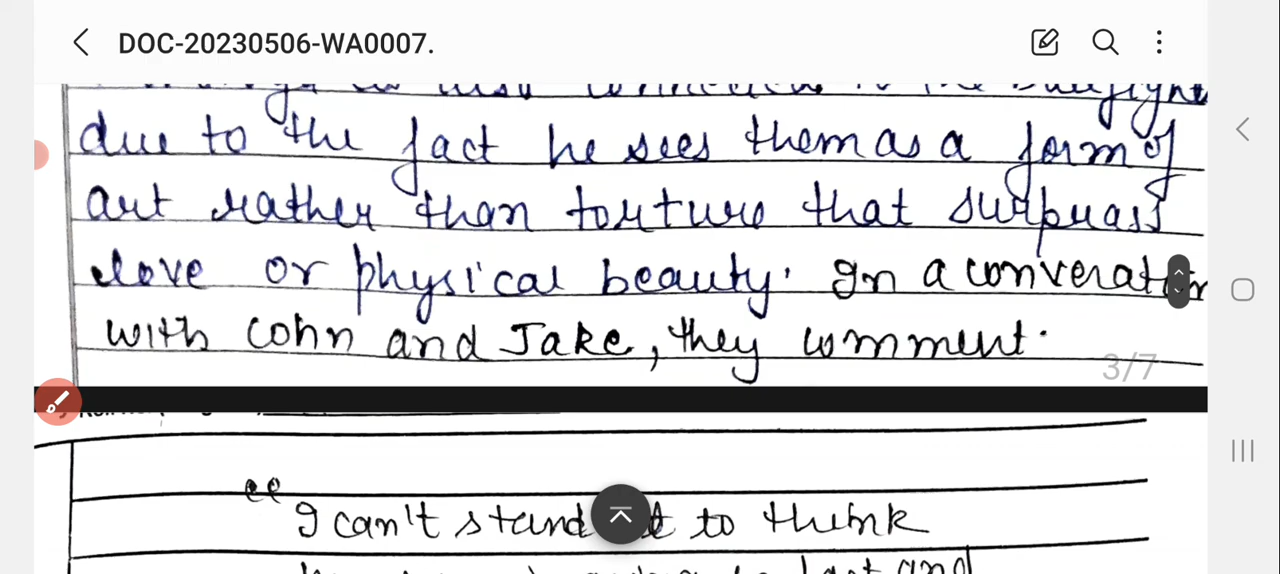 DOC-20230506-WA0007.
due to the fact he sees them as a form of
art rather than torture that surpass
love or physical beauty. In a converation
with Cohn and Jake, they comment.
3/7
"I can't stand it to think